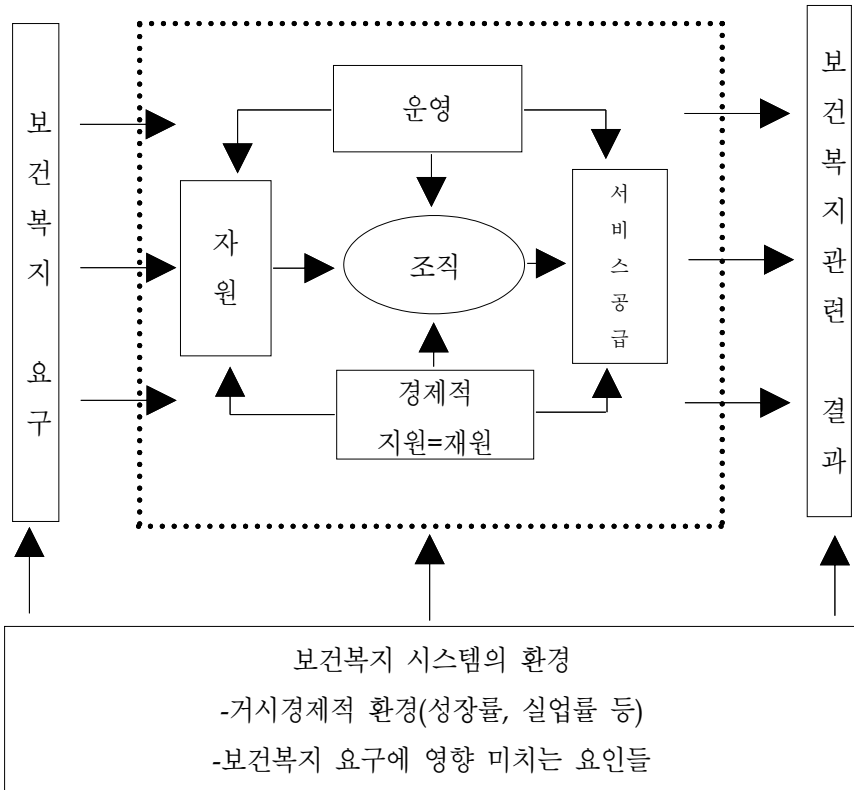 보건복지 요구
운영
자원
조직
서비스공급
경제적
지원=재원
보건복지관련 결과
보건복지 시스템의 환경
-거시경제적 환경(성장률, 실업률 등)
-보건복지 요구에 영향 미치는 요인들